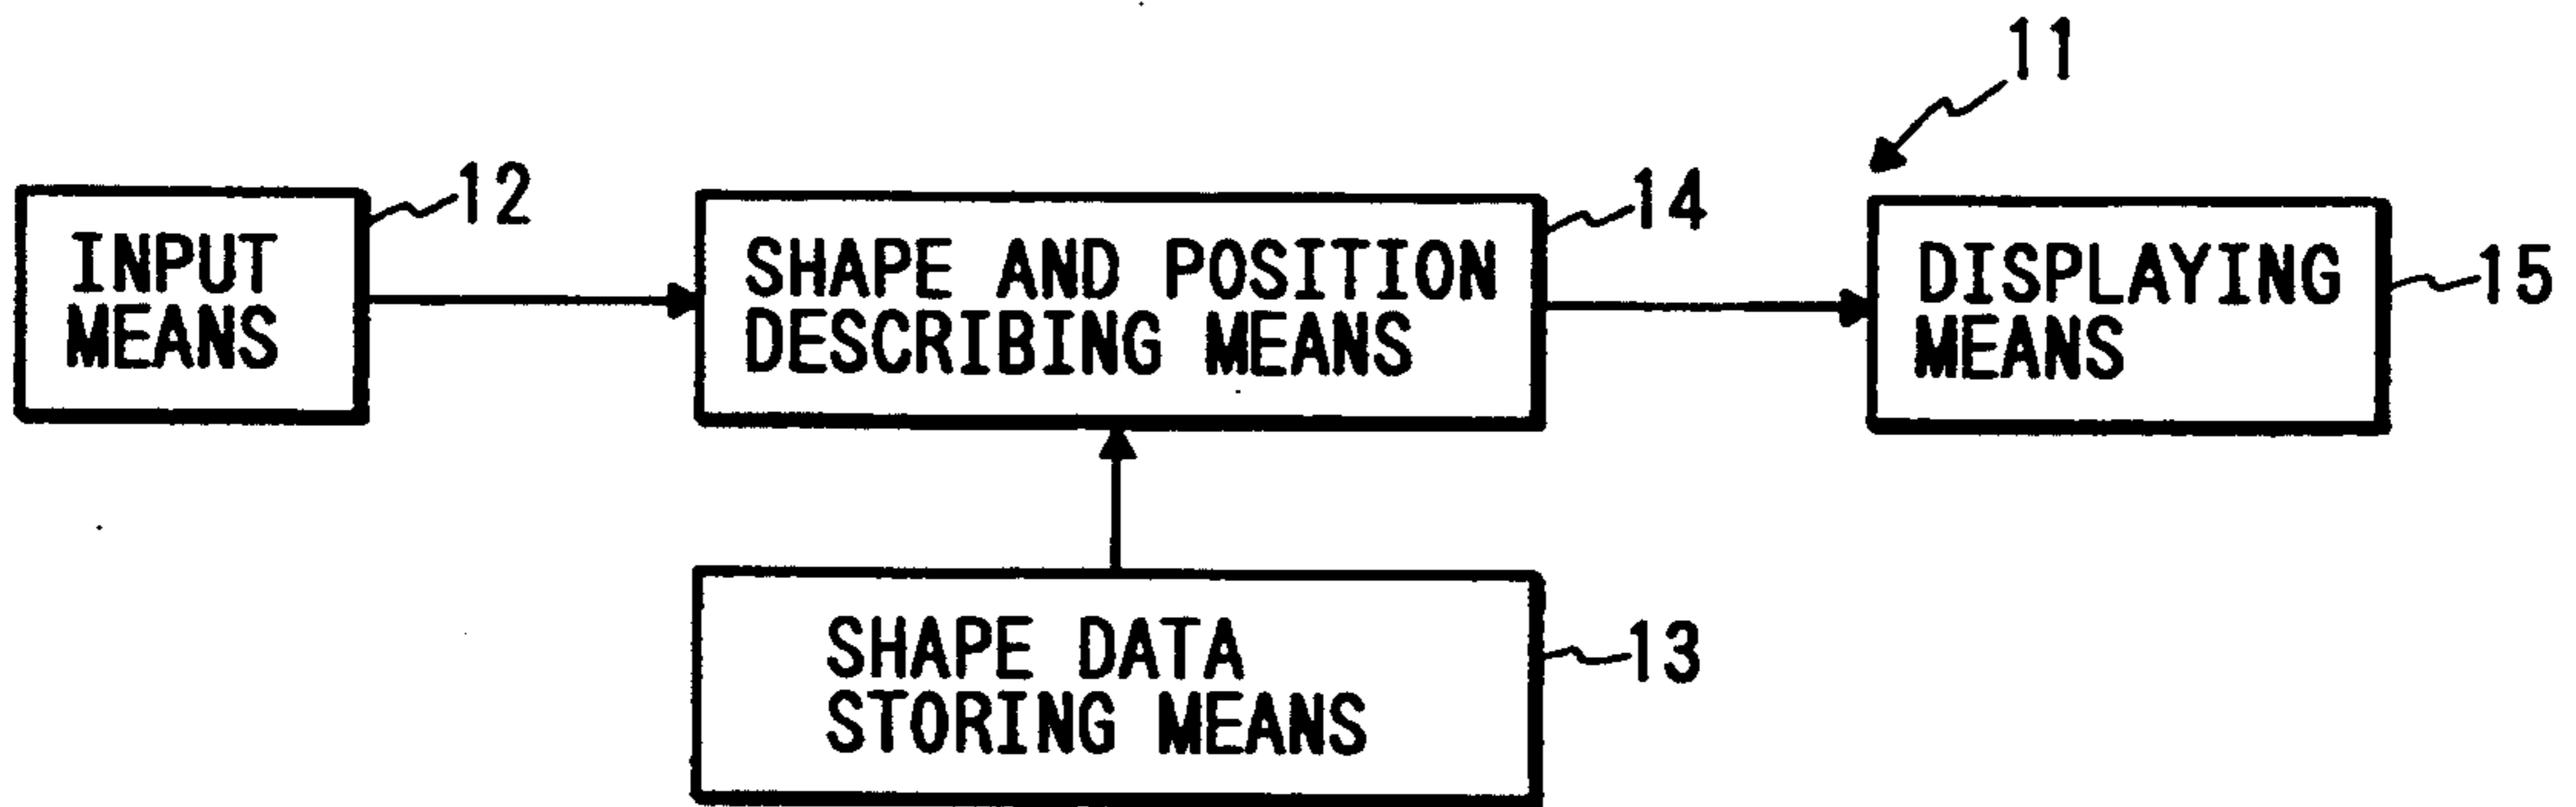 11
12
INPUT
MEANS
14
SHAPE AND POSITION
DESCRIBING MEANS
15
DISPLAYING
MEANS
13
SHAPE DATA
STORING MEANS